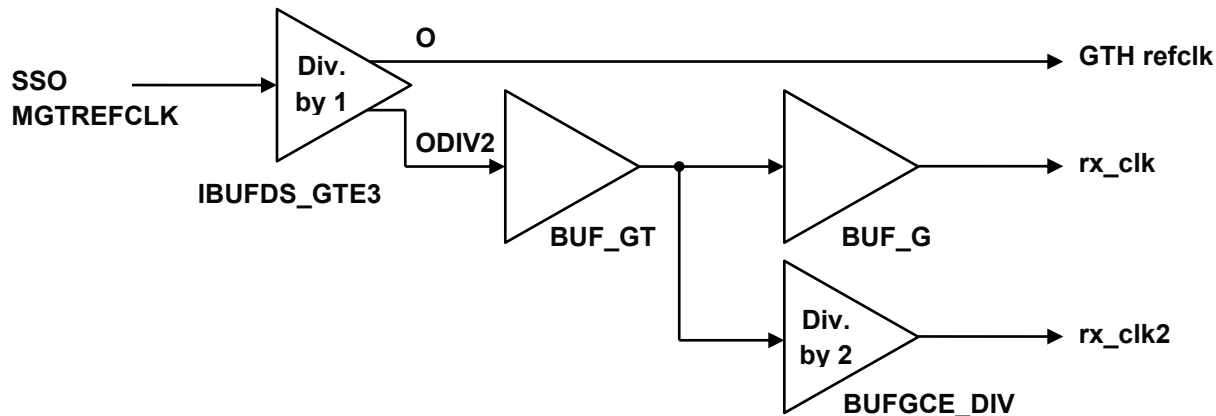 O
GTH refclk
SSO
MGTREFCLK
Div.
by 1
ODIV2
rx_clk
IBUFDS_GTE3
BUF_GT
BUF_G
Div.
by 2
rx_clk2
BUFGCE_DIV